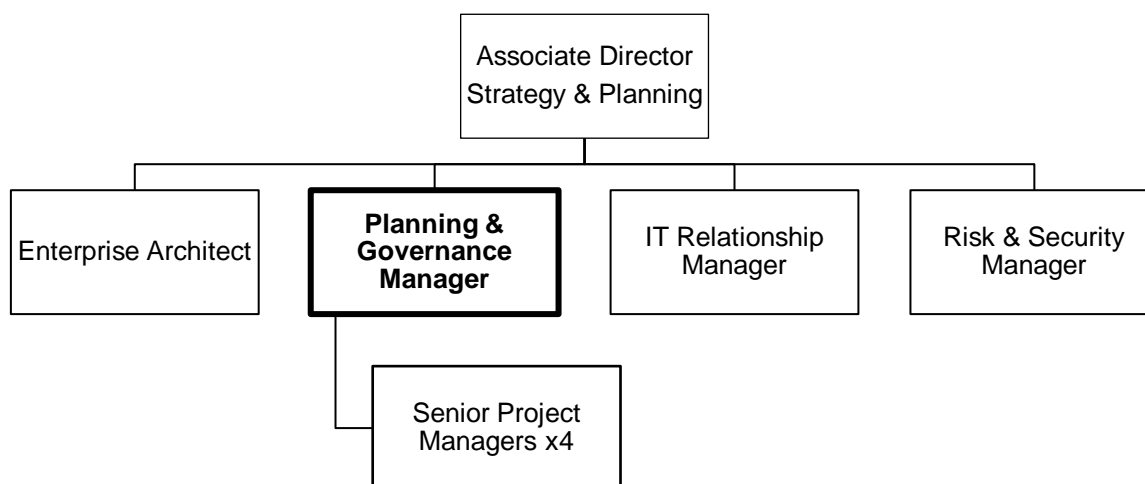 Associate Director
Strategy & Planning
Enterprise Architect
Planning &
Governance
Manager
IT Relationship
Manager
Risk & Security
Manager
Senior Project
Managers x4